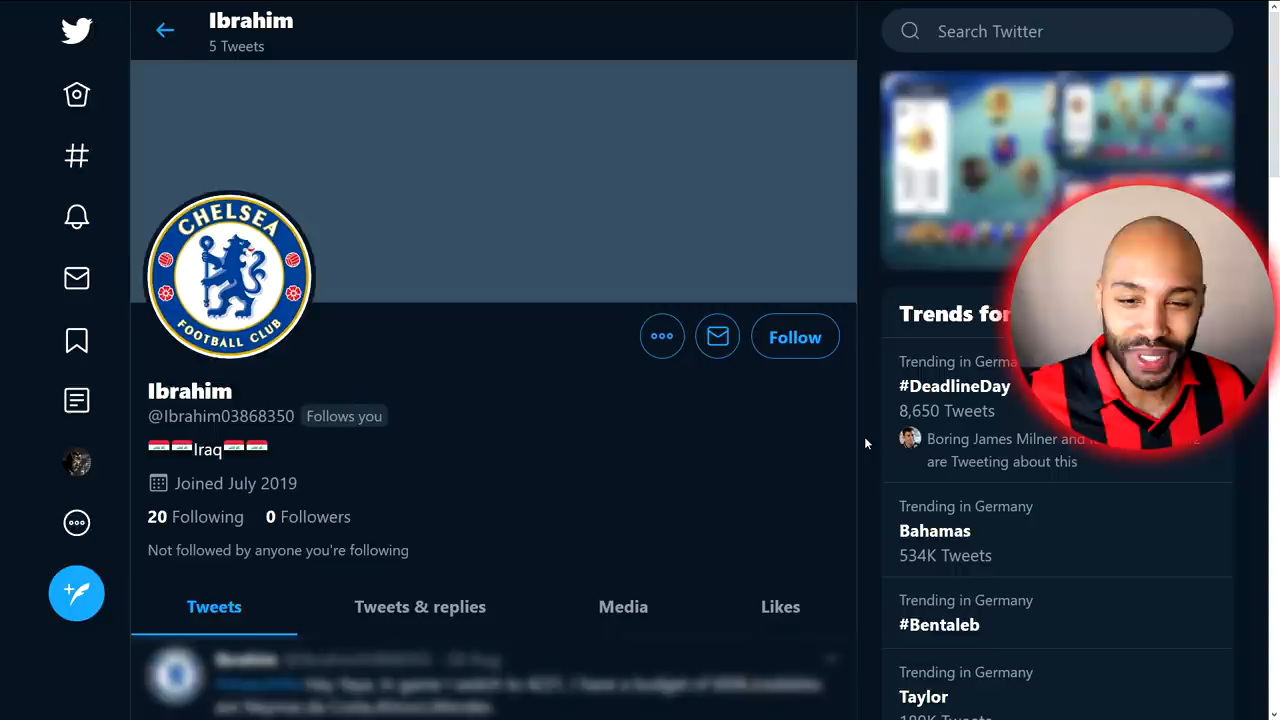 Ibrahim
5 Tweets
Search Twitter
CHELSEA
FOOTBALL CLUB
Follow
Ibrahim
@Ibrahim03868350 Follows you
🇮🇶🇮🇶Iraq🇮🇶🇮🇶
Joined July 2019
20 Following 0 Followers
Not followed by anyone you're following
Tweets Tweets & replies Media Likes
Trends for
Trending in Germa
#DeadlineDay
8,650 Tweets
Boring James Milner and
are Tweeting about this
Trending in Germany
Bahamas
534K Tweets
Trending in Germany
#Bentaleb
Trending in Germany
Taylor